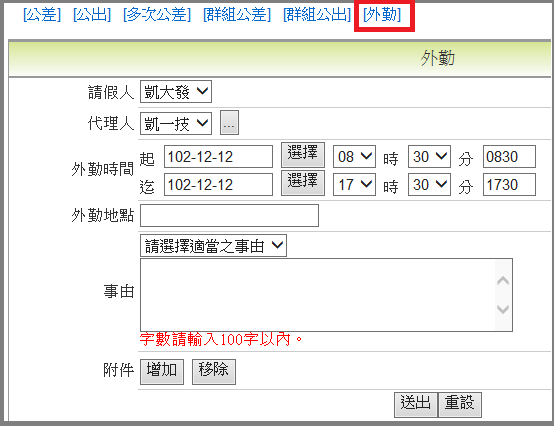 [公差] [公出] [多次公差] [群組公差] [群組公出] [外勤]
外勤
請假人 凱大發
代理人 凱一技 ...
外勤時間 起 102-12-12 選擇 08 時 30 分 0830
迄 102-12-12 選擇 17 時 30 分 1730
外勤地點
請選擇適當之事由
事由
字數請輸入100字以內。
附件 增加 移除
送出 重設